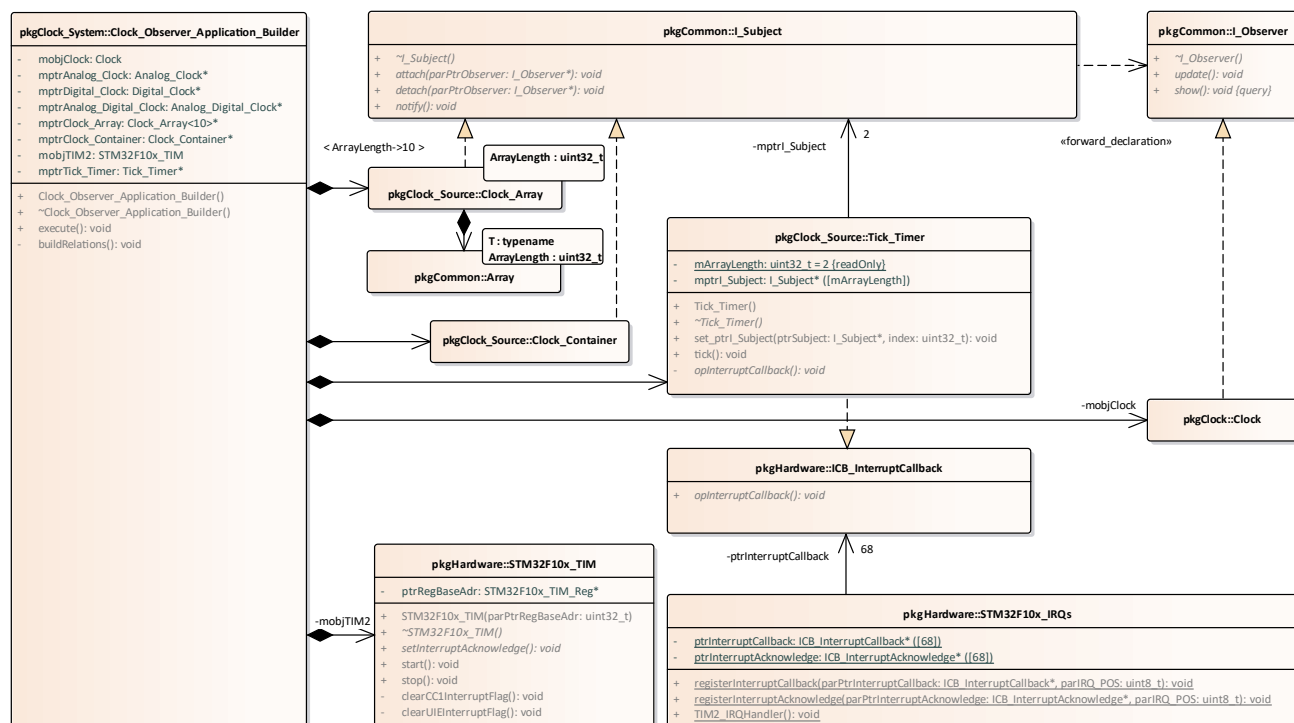 pkgClock_System::Clock_Observer_Application_Builder
- mobjClock: Clock
- mptrAnalog_Clock: Analog_Clock*
- mptrDigital_Clock: Digital_Clock*
- mptrAnalog_Digital_Clock: Analog_Digital_Clock*
- mptrClock_Array: Clock_Array<10>*
- mptrClock_Container: Clock_Container*
- mobjTIM2: STM32F10x_TIM
- mptrTick_Timer: Tick_Timer*
+ Clock_Observer_Application_Builder()
+ ~Clock_Observer_Application_Builder()
+ execute(): void
- buildRelations(): void
pkgCommon::I_Subject
+ ~I_Subject()
+ attach(parPtrObserver: I_Observer*): void
+ detach(parPtrObserver: I_Observer*): void
+ notify(): void
pkgCommon::I_Observer
+ ~I_Observer()
+ update(): void
+ show(): void {query}
«forward_declaration»
< ArrayLength->10 >
ArrayLength : uint32_t
pkgClock_Source::Clock_Array
T : typename
ArrayLength : uint32_t
pkgCommon::Array
pkgClock_Source::Clock_Container
2
-mptrI_Subject
pkgClock_Source::Tick_Timer
- mArrayLength: uint32_t = 2 {readOnly}
- mptrI_Subject: I_Subject* ([mArrayLength])
+ Tick_Timer()
+ ~Tick_Timer()
+ set_ptrI_Subject(ptrSubject: I_Subject*, index: uint32_t): void
+ tick(): void
- opInterruptCallback(): void
-mobjClock
pkgClock::Clock
pkgHardware::ICB_InterruptCallback
+ opInterruptCallback(): void
-ptrInterruptCallback
68
-mobjTIM2
pkgHardware::STM32F10x_TIM
- ptrRegBaseAdr: STM32F10x_TIM_Reg*
+ STM32F10x_TIM(parPtrRegBaseAdr: uint32_t)
+ ~STM32F10x_TIM()
+ setInterruptAcknowledge(): void
+ start(): void
+ stop(): void
- clearCC1InterruptFlag(): void
- clearUIEInterruptFlag(): void
pkgHardware::STM32F10x_IRQs
- ptrInterruptCallback: ICB_InterruptCallback* ([68])
- ptrInterruptAcknowledge: ICB_InterruptAcknowledge* ([68])
+ registerInterruptCallback(parPtrInterruptCallback: ICB_InterruptCallback*, parIRQ_POS: uint8_t): void
+ registerInterruptAcknowledge(parPtrInterruptAcknowledge: ICB_InterruptAcknowledge*, parIRQ_POS: uint8_t): void
+ TIM2_IRQHandler(): void